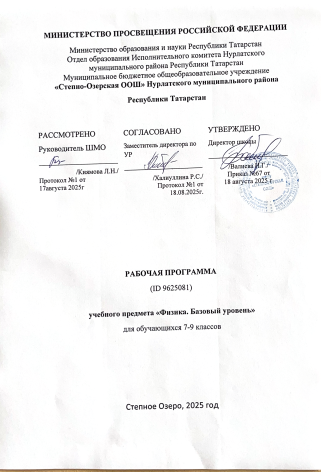 МИНИСТЕРСТВО ПРОСВЕЩЕНИЯ РОССИЙСКОЙ ФЕДЕРАЦИИ
Министерство образования и науки Республики Татарстан
Отдел образования Исполнительного комитета Нурлатского
муниципального района Республики Татарстан
Муниципальное бюджетное общеобразовательное учреждение
«Степно-Озерская ООШ» Нурлатского муниципального района
Республики Татарстан
РАССМОТРЕНО
Руководитель ШМО
/Киямова Л.Н./
Протокол №1 от
17августа 2025г
СОГЛАСОВАНО
Заместитель директора по
УР
/Халиуллина Р.С./
Протокол №1 от
18.08.2025г.
УТВЕРЖДЕНО
Директор школы
/Валиева И.Г./
Приказ №67 от
18 августа 2025 г.
РАБОЧАЯ ПРОГРАММА
(ID 9625081)
учебного предмета «Физика. Базовый уровень»
для обучающихся 7-9 классов
Степное Озеро, 2025 год